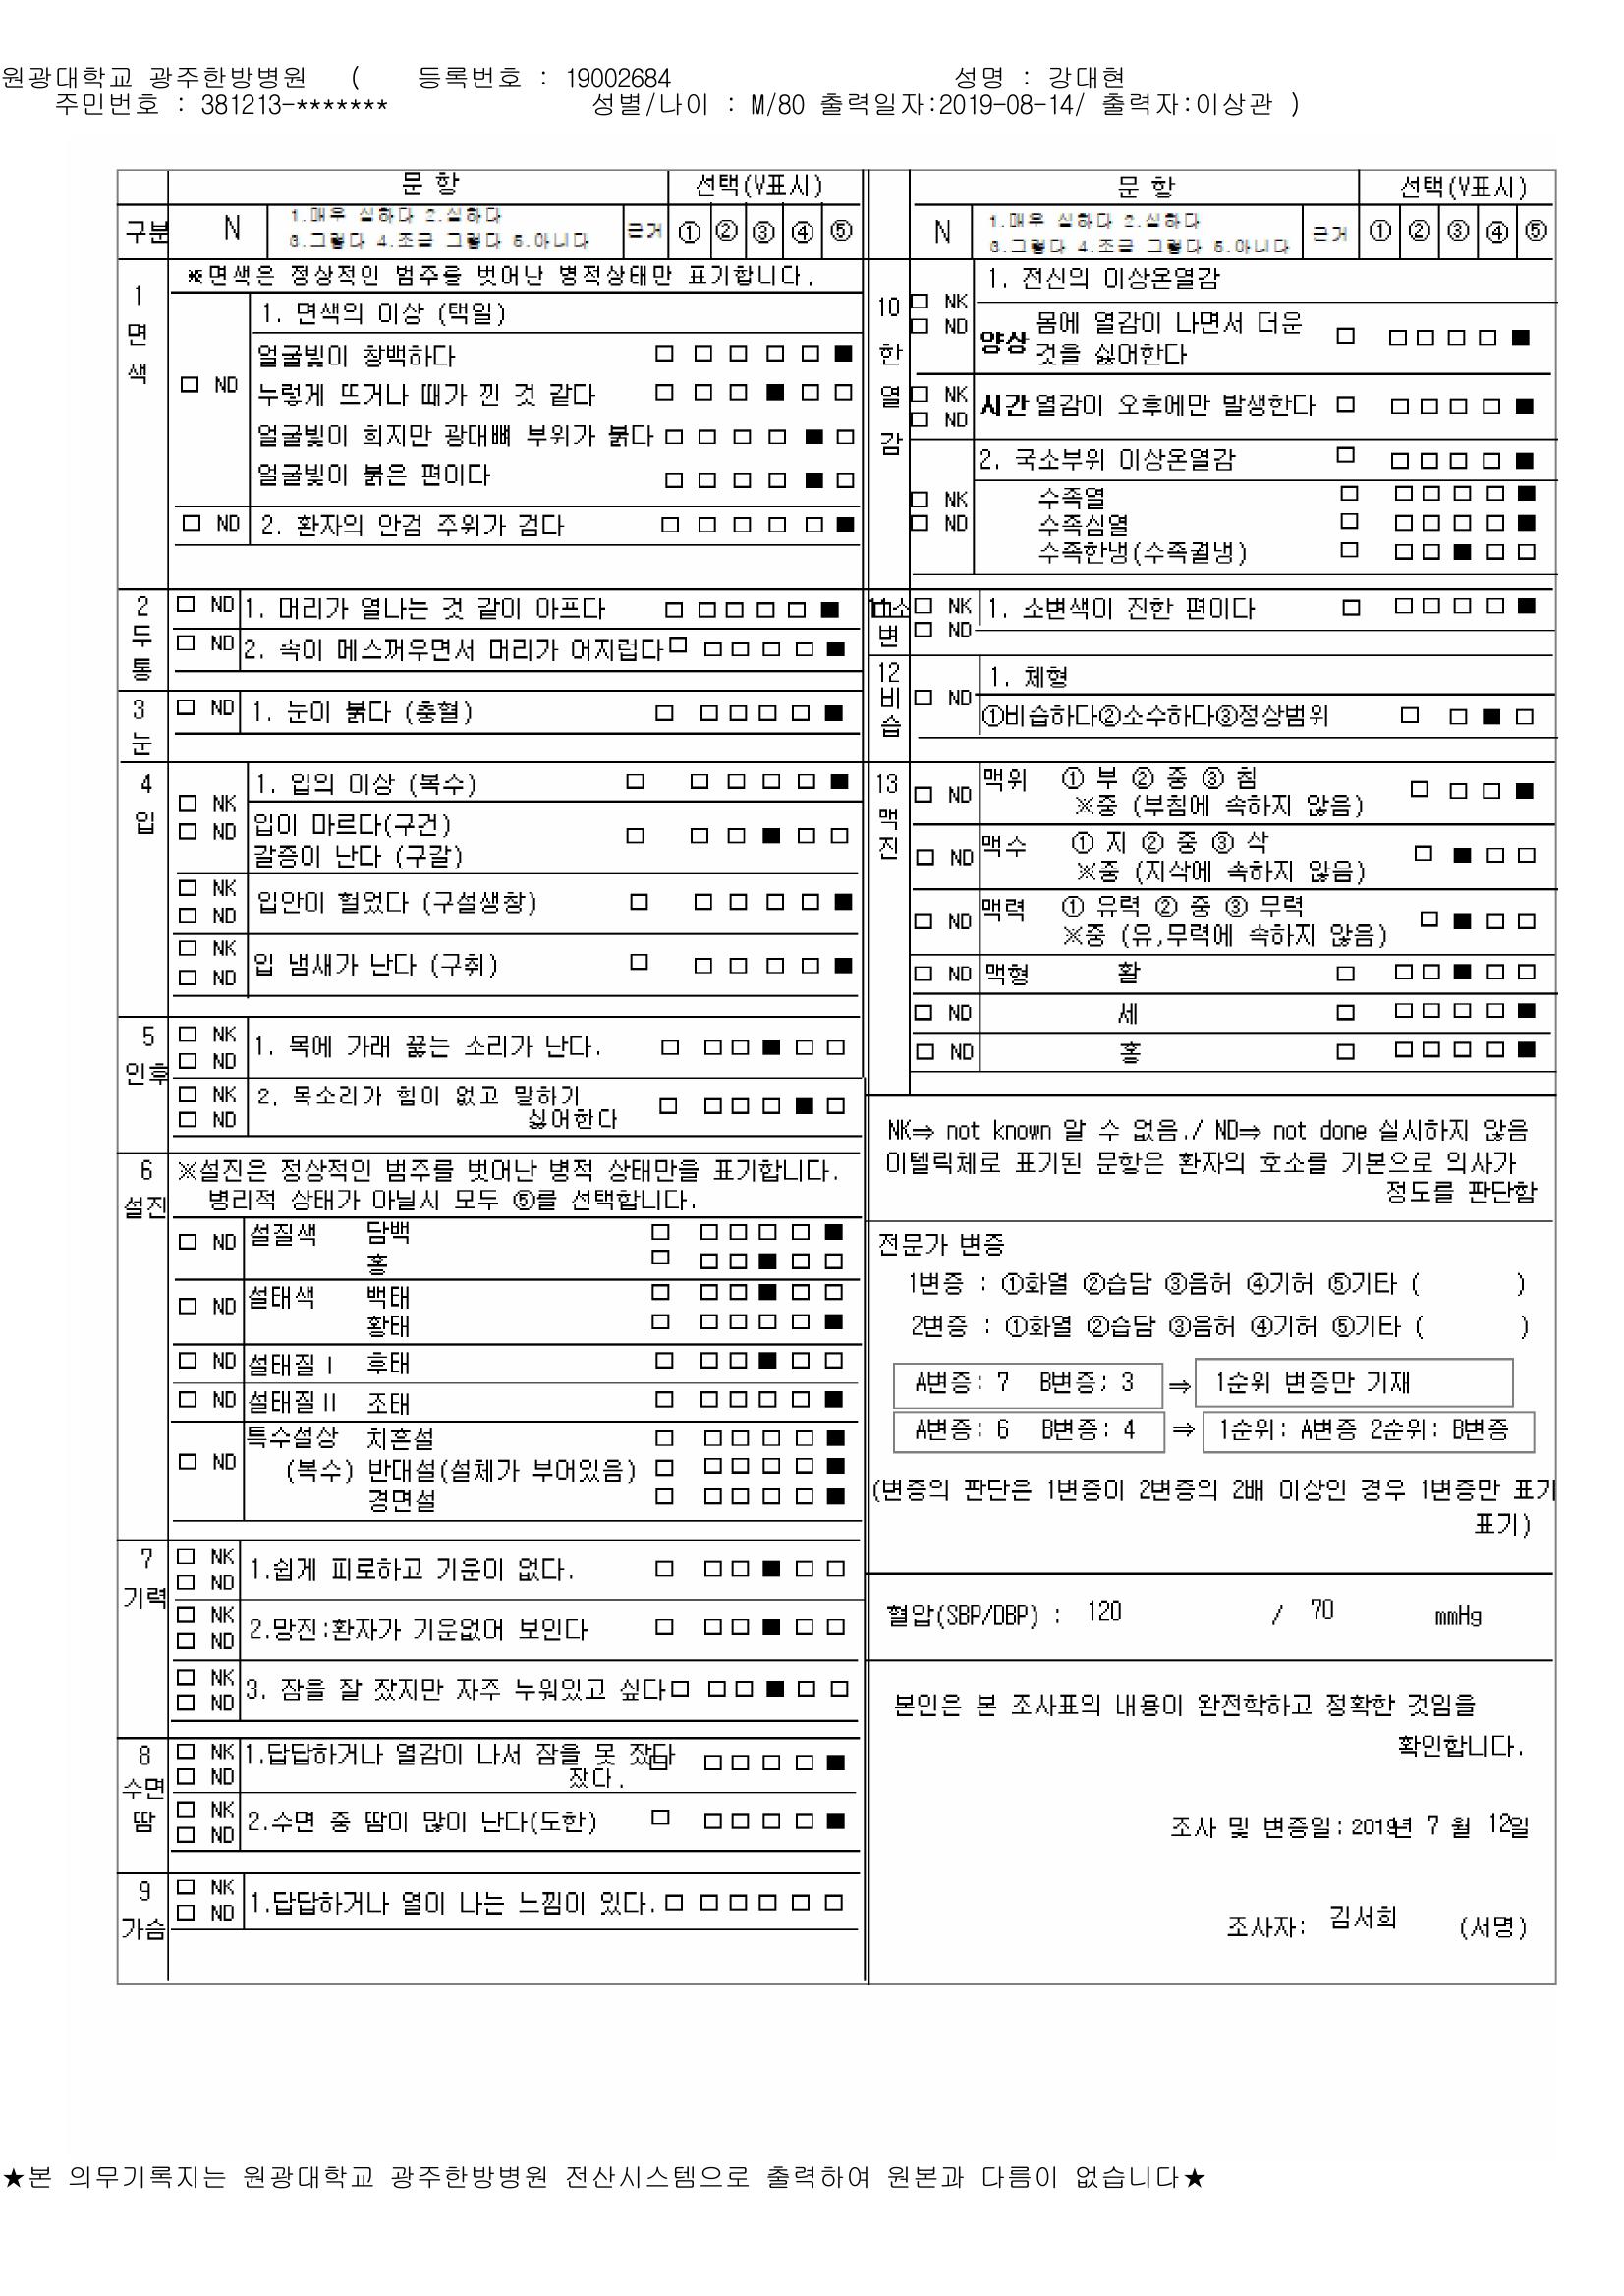 원광대학교 광주한방병원 ( 등록번호 : 19002684 성명 : 강대현
주민번호 : 381213-******* 성별/나이 : M/80 출력일자:2019-08-14/ 출력자:이상관 )
문 항 선택(V표시)
구분 N 1.매우 심하다 2.심하다
3.그렇다 4.조금 그렇다 5.아니다 근거 ① ② ③ ④ ⑤
1 면 색
※면색은 정상적인 범주를 벗어난 병적상태만 표기합니다.
1. 면색의 이상 (택일)
□ ND
얼굴빛이 창백하다 □ □ □ □ □ ■
누렇게 뜨거나 때가 낀 것 같다 □ □ □ ■ □ □
얼굴빛이 희지만 광대뼈 부위가 붉다 □ □ □ □ ■ □
얼굴빛이 붉은 편이다 □ □ □ □ ■ □
□ ND 2. 환자의 안검 주위가 검다 □ □ □ □ □ ■
2 두 통
□ ND 1. 머리가 열나는 것 같이 아프다 □ □ □ □ □ ■
□ ND 2. 속이 메스꺼우면서 머리가 어지럽다 □ □ □ □ □ ■
3 눈
□ ND 1. 눈이 붉다 (충혈) □ □ □ □ □ ■
4 입
□ NK
□ ND
1. 입의 이상 (복수) □ □ □ □ □ ■
입이 마르다(구건)
갈증이 난다 (구갈) □ □ □ ■ □ □
□ NK
□ ND
입안이 헐었다 (구설생창) □ □ □ □ □ ■
□ NK
□ ND
입 냄새가 난다 (구취) □ □ □ □ □ ■
5 인후
□ NK
□ ND
1. 목에 가래 끓는 소리가 난다. □ □ □ ■ □ □
□ NK
□ ND
2. 목소리가 힘이 없고 말하기
싫어한다 □ □ □ □ ■ □
6 설진
※설진은 정상적인 범주를 벗어난 병적 상태만을 표기합니다.
병리적 상태가 아닐시 모두 ⑤를 선택합니다.
□ ND 설질색 담백 □ □ □ □ □ ■
홍 □ □ □ ■ □ □
□ ND 설태색 백태 □ □ □ ■ □ □
황태 □ □ □ □ □ ■
□ ND 설태질 I 후태 □ □ □ ■ □ □
□ ND 설태질 II 조태 □ □ □ □ □ ■
특수설상 치흔설 □ □ □ □ □ ■
□ ND (복수) 반대설(설체가 부어있음) □ □ □ □ □ ■
경면설 □ □ □ □ □ ■
7 기력
□ NK
□ ND
1.쉽게 피로하고 기운이 없다. □ □ □ ■ □ □
□ NK
□ ND
2.망진:환자가 기운없어 보인다 □ □ □ ■ □ □
□ NK
□ ND
3. 잠을 잘 잤지만 자주 누워있고 싶다 □ □ □ ■ □ □
8 수면 땀
□ NK
□ ND
1.답답하거나 열감이 나서 잠을 못 잤다 □ □ □ □ □ ■
잤다.
□ NK
□ ND
2.수면 중 땀이 많이 난다(도한) □ □ □ □ □ ■
9 가슴
□ NK
□ ND
1.답답하거나 열이 나는 느낌이 있다. □ □ □ □ □ □
문 항 선택(V표시)
N 1.매우 심하다 2.심하다
3.그렇다 4.조금 그렇다 5.아니다 근거 ① ② ③ ④ ⑤
10 한 열 감
1. 전신의 이상온열감
□ NK
□ ND
양상 몸에 열감이 나면서 더운
것을 싫어한다 □ □ □ □ □ ■
□ NK
□ ND
시간 열감이 오후에만 발생한다 □ □ □ □ □ ■
2. 국소부위 이상온열감 □ □ □ □ □ ■
□ NK
□ ND
수족열 □ □ □ □ □ ■
수족심열 □ □ □ □ □ ■
수족한냉(수족궐냉) □ □ □ ■ □ □
11소 변
□ NK
□ ND
1. 소변색이 진한 편이다 □ □ □ □ □ ■
12 비 습
1. 체형
□ ND ①비습하다②소수하다③정상범위 □ □ ■ □
13 맥 진
□ ND 맥위 ① 부 ② 중 ③ 침
※중 (부침에 속하지 않음) □ □ □ ■
□ ND 맥수 ① 지 ② 중 ③ 삭
※중 (지삭에 속하지 않음) □ ■ □ □
□ ND 맥력 ① 유력 ② 중 ③ 무력
※중 (유,무력에 속하지 않음) □ ■ □ □
□ ND 맥형 활 □ □ □ ■ □ □
□ ND 세 □ □ □ □ □ ■
□ ND 홍 □ □ □ □ □ ■
NK⇒ not known 알 수 없음./ ND⇒ not done 실시하지 않음
이텔릭체로 표기된 문항은 환자의 호소를 기본으로 의사가
정도를 판단함
전문가 변증
1변증 : ①화열 ②습담 ③음허 ④기허 ⑤기타 ( )
2변증 : ①화열 ②습담 ③음허 ④기허 ⑤기타 ( )
A변증: 7 B변증: 3 ⇒ 1순위 변증만 기재
A변증: 6 B변증: 4 ⇒ 1순위: A변증 2순위: B변증
(변증의 판단은 1변증이 2변증의 2배 이상인 경우 1변증만 표기
표기)
혈압(SBP/DBP) : 120 / 70 mmHg
본인은 본 조사표의 내용이 완전학하고 정확한 것임을
확인합니다.
조사 및 변증일: 2019년 7 월 12일
조사자: 김서희 (서명)
★본 의무기록지는 원광대학교 광주한방병원 전산시스템으로 출력하여 원본과 다름이 없습니다★